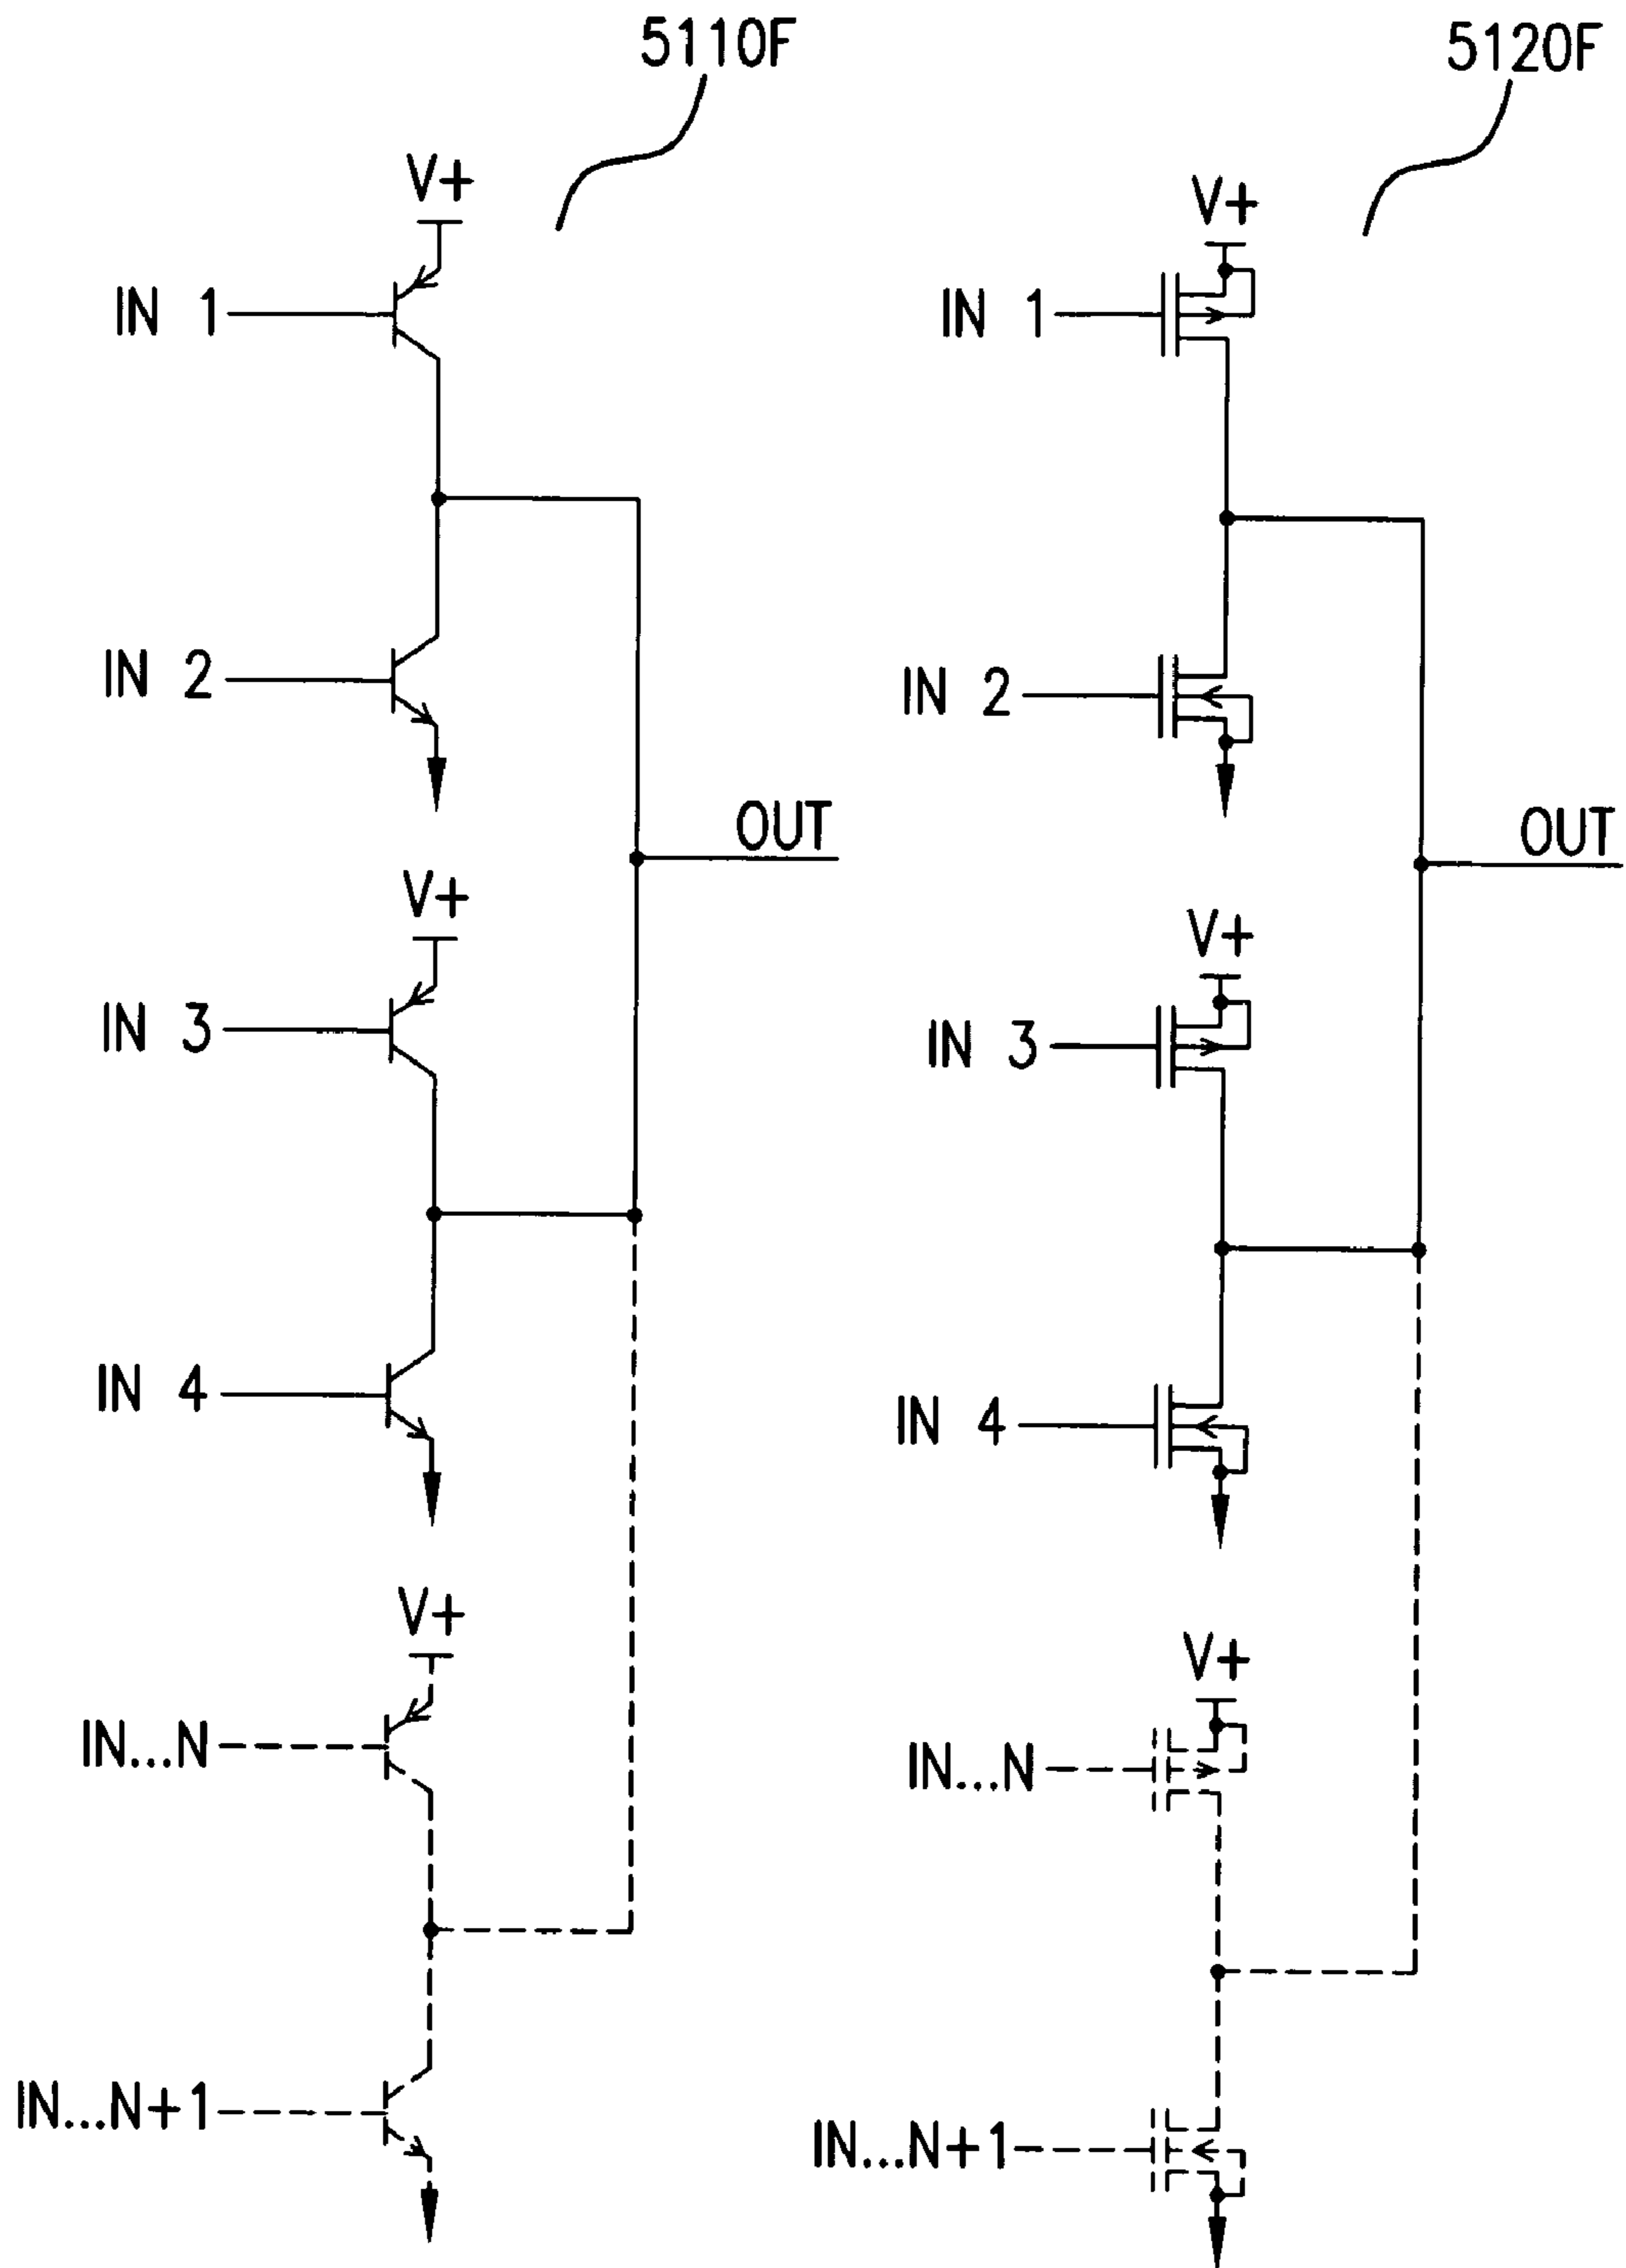 5110F
V+
IN 1
IN 2
OUT
V+
IN 3
IN 4
V+
IN...N
IN...N+1
5120F
V+
IN 1
IN 2
OUT
V+
IN 3
IN 4
V+
IN...N
IN...N+1